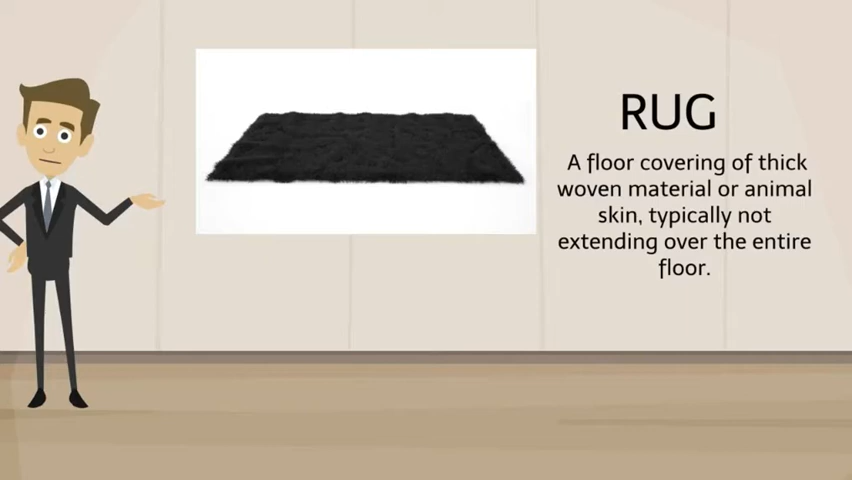 RUG
A floor covering of thick
woven material or animal
skin, typically not
extending over the entire
floor.